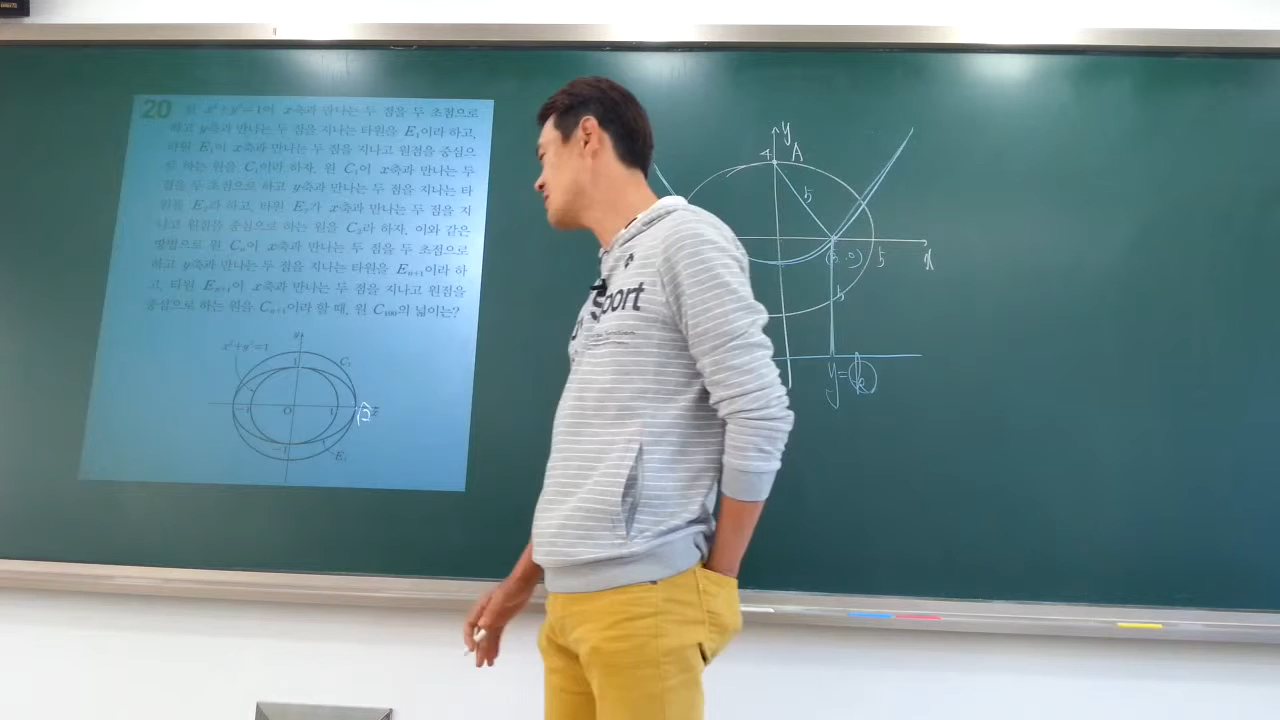 20 원 x²+y²=1이 x축과 만나는 두 점을 두 초점으로
하고 y축과 만나는 두 점을 지나는 타원을 E₁이라 하고,
타원 E₁이 x축과 만나는 두 점을 지나고 원점을 중심으
로 하는 원을 C₁이라 하자. 원 C₁이 x축과 만나는 두
점을 두 초점으로 하고 y축과 만나는 두 점을 지나는 타
원을 E₂라 하고, 타원 E₂가 x축과 만나는 두 점을 지
나고 원점을 중심으로 하는 원을 C₂라 하자. 이와 같은
방법으로 원 Cₙ이 x축과 만나는 두 점을 두 초점으로
하고 y축과 만나는 두 점을 지나는 타원을 Eₙ₊₁이라 하
고, 타원 Eₙ₊₁이 x축과 만나는 두 점을 지나고 원점을
중심으로 하는 원을 Cₙ₊₁이라 할 때, 원 C₁₀₀의 넓이는?
y
x²+y²=1
1
C₁
-1 O 1 √2
-1
E₁
y
4 A
5
5
x
y=k
port